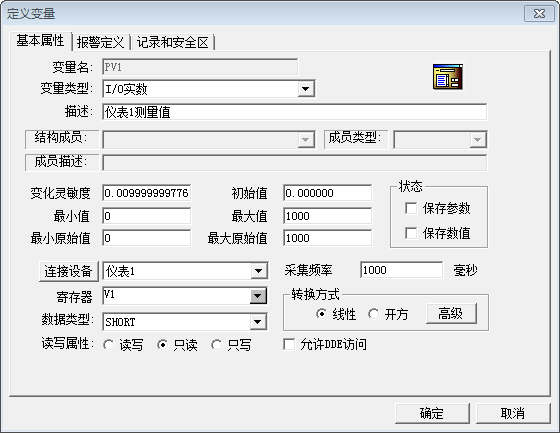 定义变量
基本属性 报警定义 记录和安全区
变量名: PV1
变量类型: I/O实数
描述: 仪表1测量值
结构成员: 成员类型:
成员描述:
变化灵敏度 0.009999999776 初始值 0.000000 状态
最小值 0 最大值 1000 保存参数
最小原始值 0 最大原始值 1000 保存数值
连接设备 仪表1 采集频率 1000 毫秒
寄存器 V1 转换方式
数据类型: SHORT 线性 开方 高级
读写属性: 读写 只读 只写 允许DDE访问
确定 取消